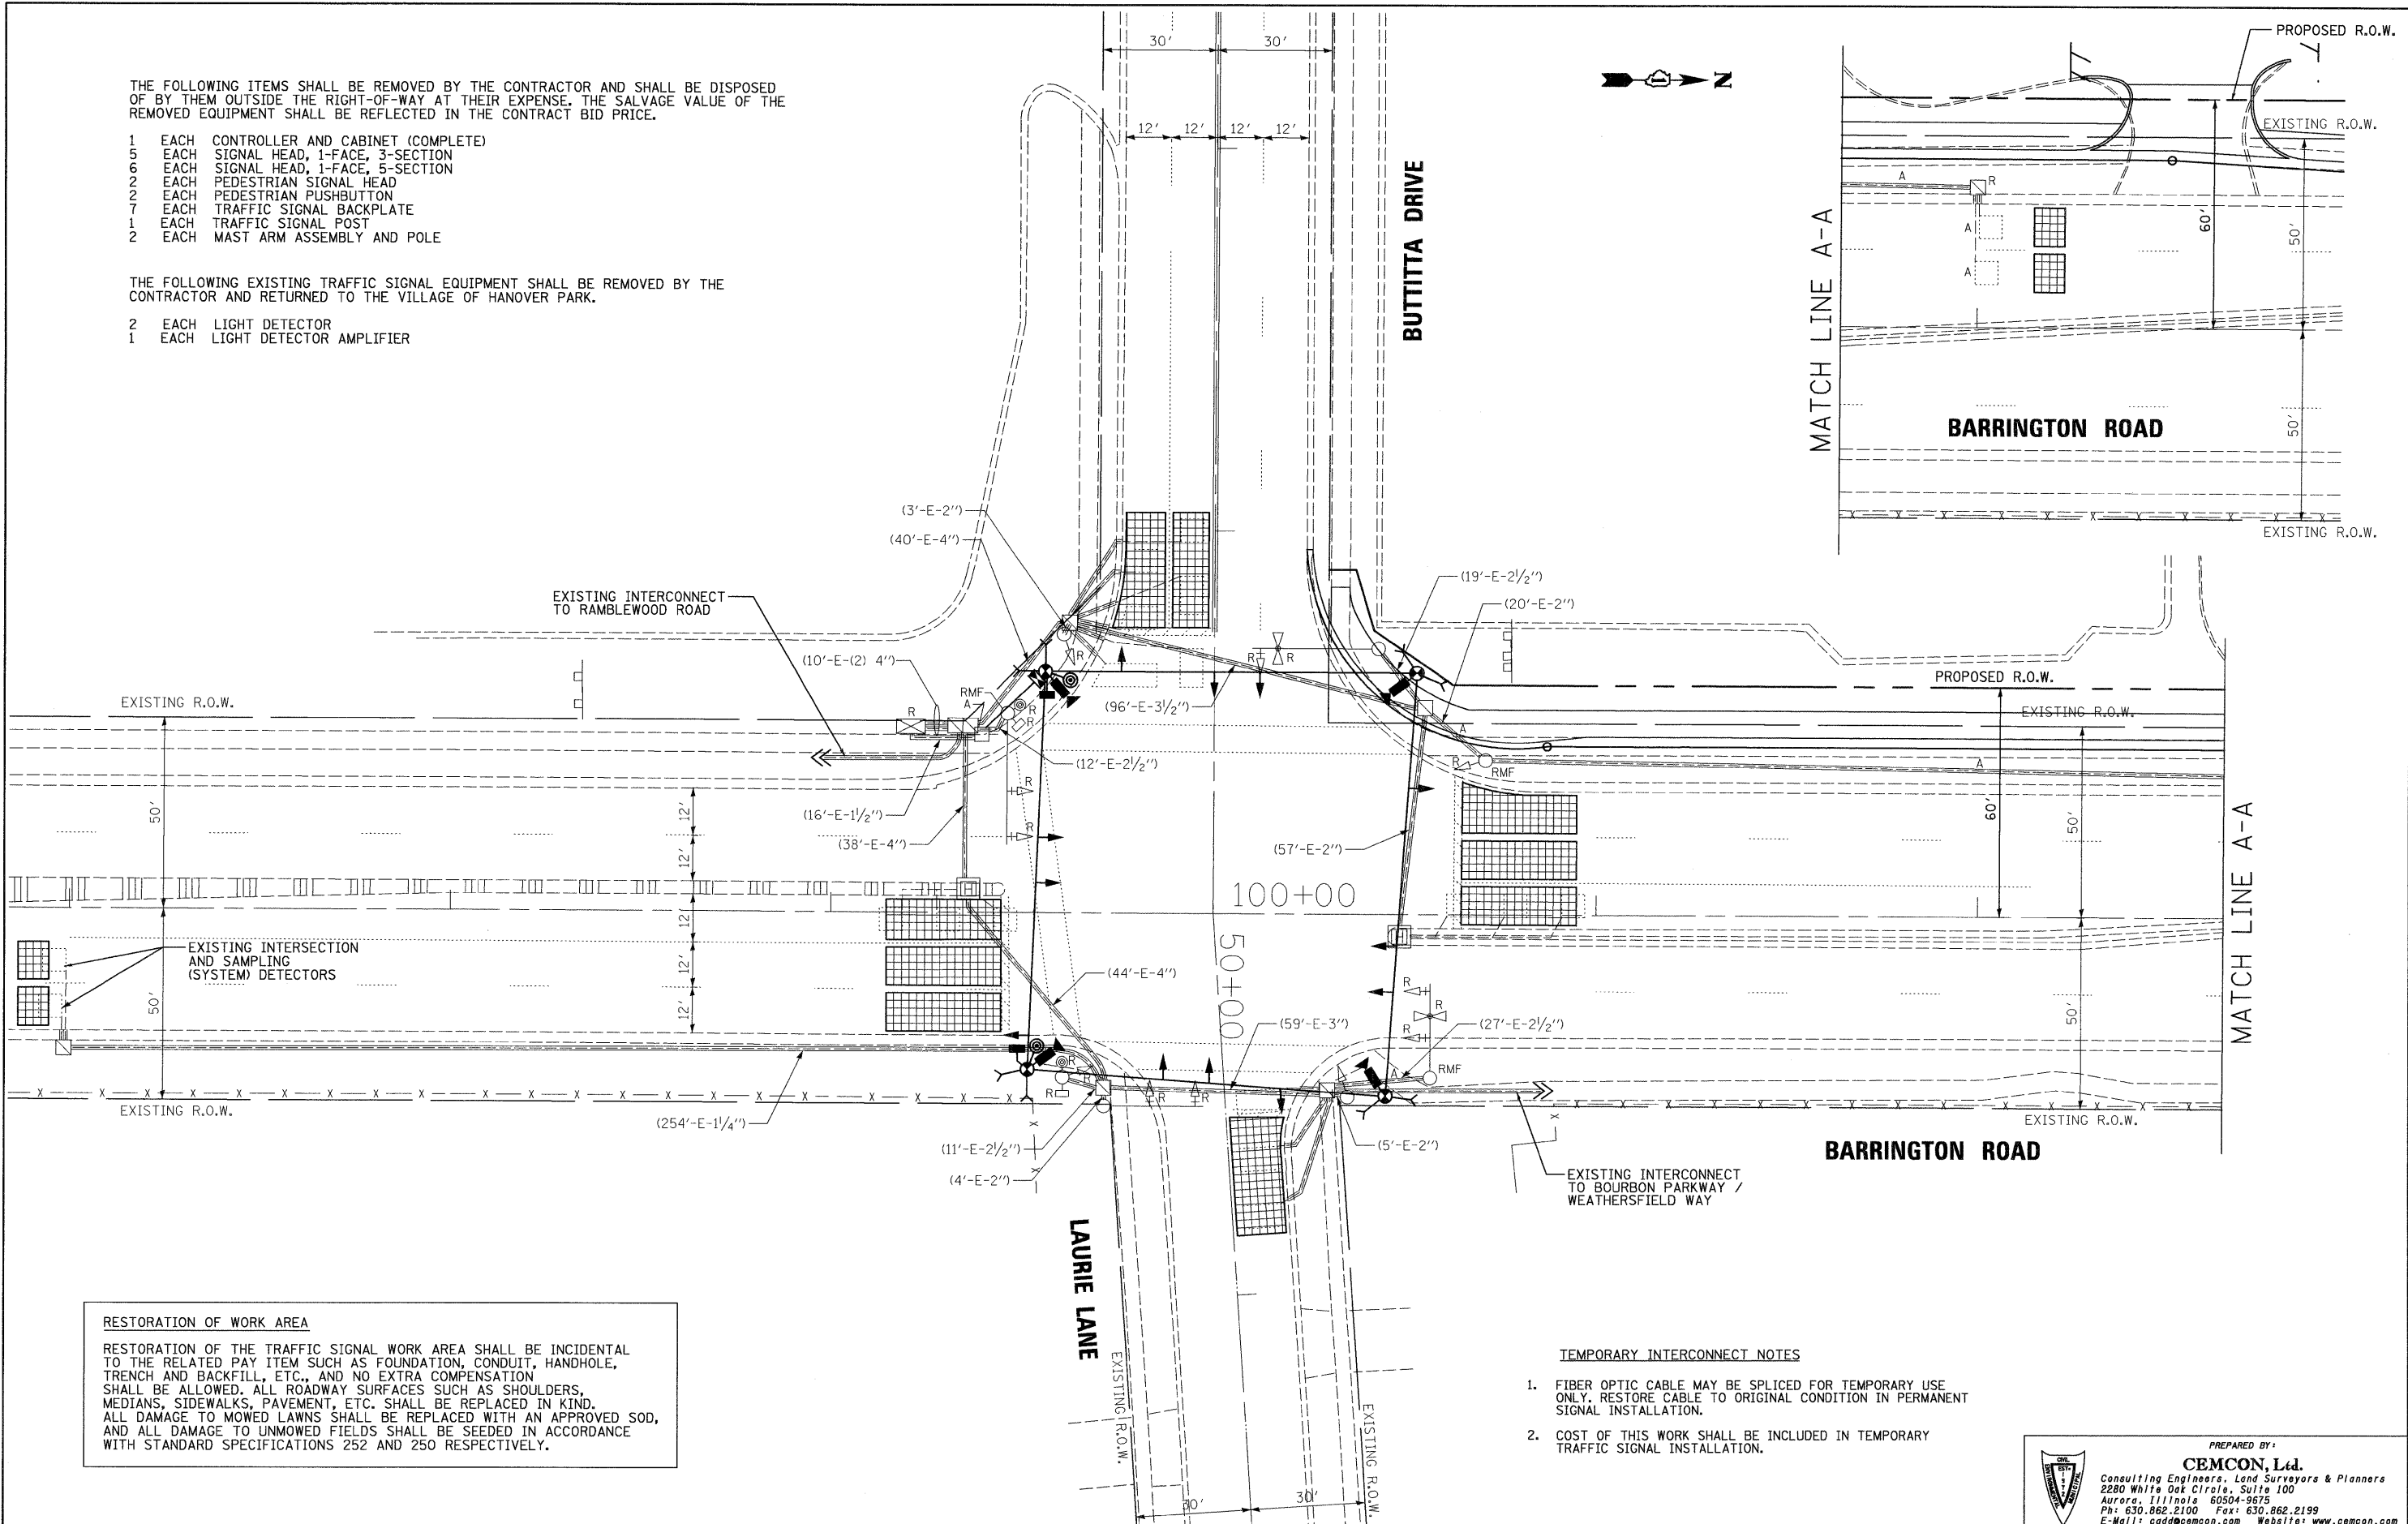 THE FOLLOWING ITEMS SHALL BE REMOVED BY THE CONTRACTOR AND SHALL BE DISPOSED
OF BY THEM OUTSIDE THE RIGHT-OF-WAY AT THEIR EXPENSE. THE SALVAGE VALUE OF THE
REMOVED EQUIPMENT SHALL BE REFLECTED IN THE CONTRACT BID PRICE.
1 EACH CONTROLLER AND CABINET (COMPLETE)
5 EACH SIGNAL HEAD, 1-FACE, 3-SECTION
6 EACH SIGNAL HEAD, 1-FACE, 5-SECTION
2 EACH PEDESTRIAN SIGNAL HEAD
2 EACH PEDESTRIAN PUSHBUTTON
7 EACH TRAFFIC SIGNAL BACKPLATE
1 EACH TRAFFIC SIGNAL POST
2 EACH MAST ARM ASSEMBLY AND POLE
THE FOLLOWING EXISTING TRAFFIC SIGNAL EQUIPMENT SHALL BE REMOVED BY THE
CONTRACTOR AND RETURNED TO THE VILLAGE OF HANOVER PARK.
2 EACH LIGHT DETECTOR
1 EACH LIGHT DETECTOR AMPLIFIER
30' 30'
12' 12' 12' 12'
BUTTITTA DRIVE
N
PROPOSED R.O.W.
EXISTING R.O.W.
A
R
A
A
60'
50'
50'
MATCH LINE A-A
BARRINGTON ROAD
EXISTING R.O.W.
(3'-E-2")
(40'-E-4")
EXISTING INTERCONNECT
TO RAMBLEWOOD ROAD
(10'-E-(2) 4")
RMF
A
R
R
R
R
R
R
(19'-E-2½")
(20'-E-2")
(96'-E-3½")
(12'-E-2½")
(16'-E-1½")
(38'-E-4")
R
R
A
R
RMF
A
EXISTING R.O.W.
PROPOSED R.O.W.
EXISTING R.O.W.
50'
12'
12'
12'
12'
12'
50'
(57'-E-2")
100+00
50+00
60'
50'
50'
MATCH LINE A-A
EXISTING INTERSECTION
AND SAMPLING
(SYSTEM) DETECTORS
(44'-E-4")
(59'-E-3")
(27'-E-2½")
R
R
R
A
RMF
R
R
R
R
R
EXISTING R.O.W.
(254'-E-1¼")
(11'-E-2½")
(4'-E-2")
(5'-E-2")
EXISTING R.O.W.
BARRINGTON ROAD
EXISTING INTERCONNECT
TO BOURBON PARKWAY /
WEATHERSFIELD WAY
LAURIE LANE
EXISTING R.O.W.
EXISTING R.O.W.
30' 30'
RESTORATION OF WORK AREA
RESTORATION OF THE TRAFFIC SIGNAL WORK AREA SHALL BE INCIDENTAL
TO THE RELATED PAY ITEM SUCH AS FOUNDATION, CONDUIT, HANDHOLE,
TRENCH AND BACKFILL, ETC., AND NO EXTRA COMPENSATION
SHALL BE ALLOWED. ALL ROADWAY SURFACES SUCH AS SHOULDERS,
MEDIANS, SIDEWALKS, PAVEMENT, ETC. SHALL BE REPLACED IN KIND.
ALL DAMAGE TO MOWED LAWNS SHALL BE REPLACED WITH AN APPROVED SOD,
AND ALL DAMAGE TO UNMOWED FIELDS SHALL BE SEEDED IN ACCORDANCE
WITH STANDARD SPECIFICATIONS 252 AND 250 RESPECTIVELY.
TEMPORARY INTERCONNECT NOTES
1. FIBER OPTIC CABLE MAY BE SPLICED FOR TEMPORARY USE
ONLY. RESTORE CABLE TO ORIGINAL CONDITION IN PERMANENT
SIGNAL INSTALLATION.
2. COST OF THIS WORK SHALL BE INCLUDED IN TEMPORARY
TRAFFIC SIGNAL INSTALLATION.
PREPARED BY:
CEMCON, Ltd.
Consulting Engineers, Land Surveyors & Planners
2280 White Oak Circle, Suite 100
Aurora, Illinois 60504-9675
Ph: 630.862.2100 Fax: 630.862.2199
E-Mail: cadd@cemcon.com Website: www.cemcon.com
CIVIL
ENVIRONMENTAL
MUNICIPAL
EST.
1972